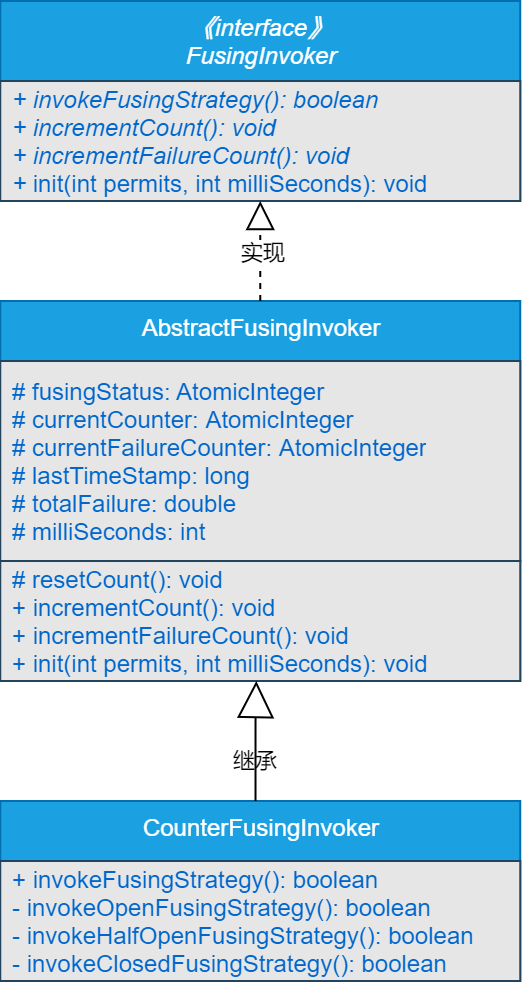 《interface》
FusingInvoker
+ invokeFusingStrategy(): boolean
+ incrementCount(): void
+ incrementFailureCount(): void
+ init(int permits, int milliSeconds): void
实现
AbstractFusingInvoker
# fusingStatus: AtomicInteger
# currentCounter: AtomicInteger
# currentFailureCounter: AtomicInteger
# lastTimeStamp: long
# totalFailure: double
# milliSeconds: int
# resetCount(): void
+ incrementCount(): void
+ incrementFailureCount(): void
+ init(int permits, int milliSeconds): void
继承
CounterFusingInvoker
+ invokeFusingStrategy(): boolean
- invokeOpenFusingStrategy(): boolean
- invokeHalfOpenFusingStrategy(): boolean
- invokeClosedFusingStrategy(): boolean